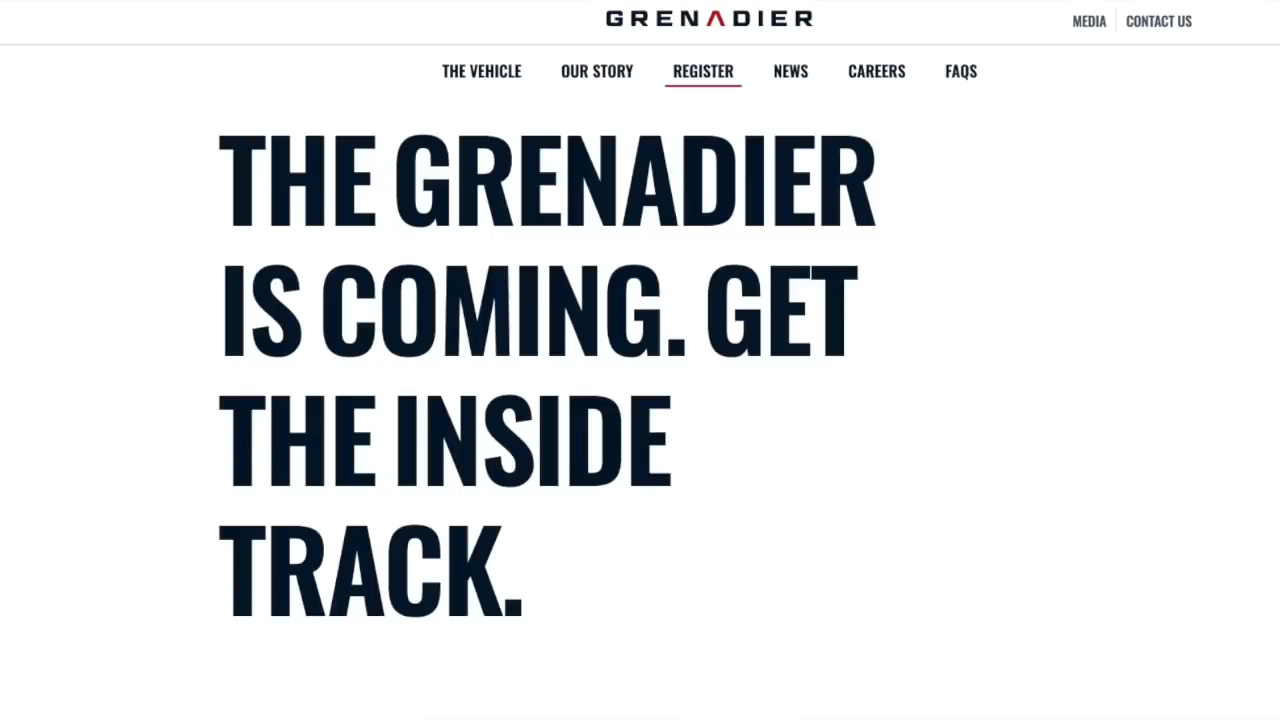 GRENADIER
MEDIA CONTACT US
THE VEHICLE OUR STORY REGISTER NEWS CAREERS FAQS
THE GRENADIER
IS COMING. GET
THE INSIDE
TRACK.